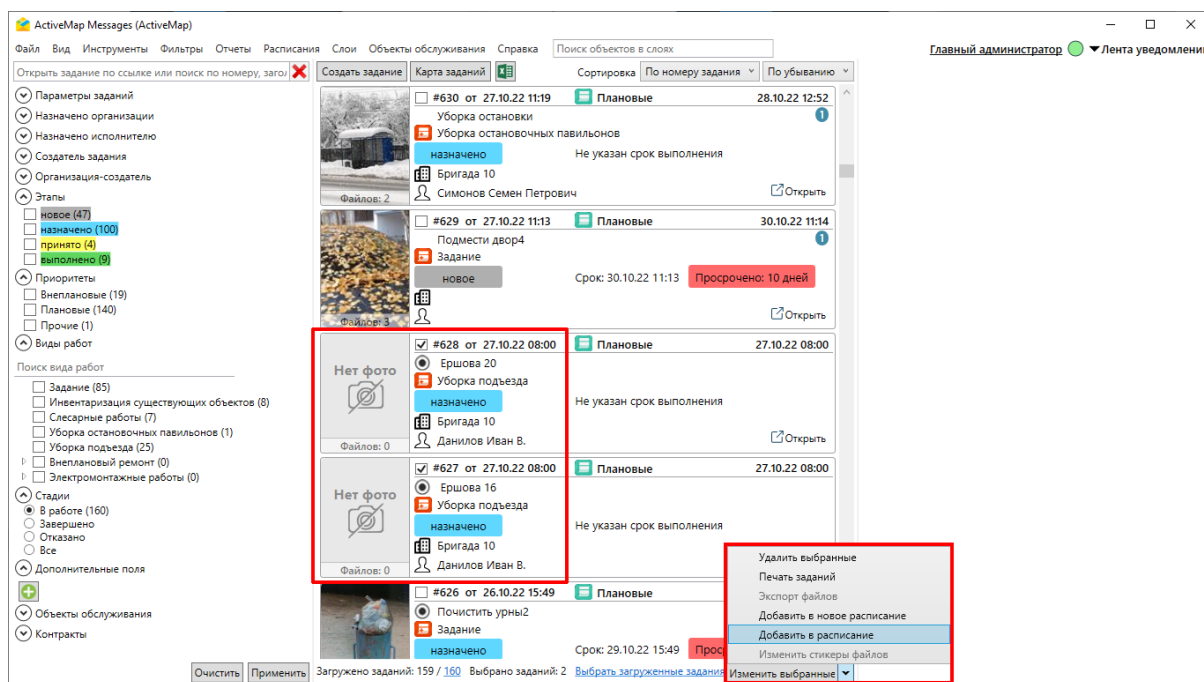 ActiveMap Messages (ActiveMap)
Файл Вид Инструменты Фильтры Отчеты Расписания Слои Объекты обслуживания Справка Поиск объектов в слоях Главный администратор Лента уведомлени
Открыть задание по ссылке или поиск по номеру, загол
Создать задание Карта заданий Сортировка По номеру задания По убыванию
Параметры заданий
Назначено организации
Назначено исполнителю
Создатель задания
Организация-создатель
Этапы
новое (47)
назначено (100)
принято (4)
выполнено (9)
Приоритеты
Внеплановые (19)
Плановые (140)
Прочие (1)
Виды работ
Поиск вида работ
Задание (85)
Инвентаризация существующих объектов (8)
Слесарные работы (7)
Уборка остановочных павильонов (1)
Уборка подъезда (25)
Внеплановый ремонт (0)
Электромонтажные работы (0)
Стадии
В работе (160)
Завершено
Отказано
Все
Дополнительные поля
Объекты обслуживания
Контракты
Очистить Применить
#630 от 27.10.22 11:19 Плановые 28.10.22 12:52
Уборка остановки 1
Уборка остановочных павильонов
назначено Не указан срок выполнения
Бригада 10
Файлов: 2 Симонов Семен Петрович Открыть
#629 от 27.10.22 11:13 Плановые 30.10.22 11:14
Подмести двор4 1
Задание
новое Срок: 30.10.22 11:13 Просрочено: 10 дней
Файлов: 3 Открыть
#628 от 27.10.22 08:00 Плановые 27.10.22 08:00
Нет фото Ершова 20
Уборка подъезда
назначено Не указан срок выполнения
Бригада 10
Файлов: 0 Данилов Иван В. Открыть
#627 от 27.10.22 08:00 Плановые 27.10.22 08:00
Нет фото Ершова 16
Уборка подъезда
назначено Не указан срок выполнения
Бригада 10
Файлов: 0 Данилов Иван В.
#626 от 26.10.22 15:49 Плановые
Почистить урны2
Задание
назначено Срок: 29.10.22 15:49 Прос
Удалить выбранные
Печать заданий
Экспорт файлов
Добавить в новое расписание
Добавить в расписание
Изменить стикеры файлов
Загружено заданий: 159 / 160 Выбрано заданий: 2 Выбрать загруженные задания Изменить выбранные